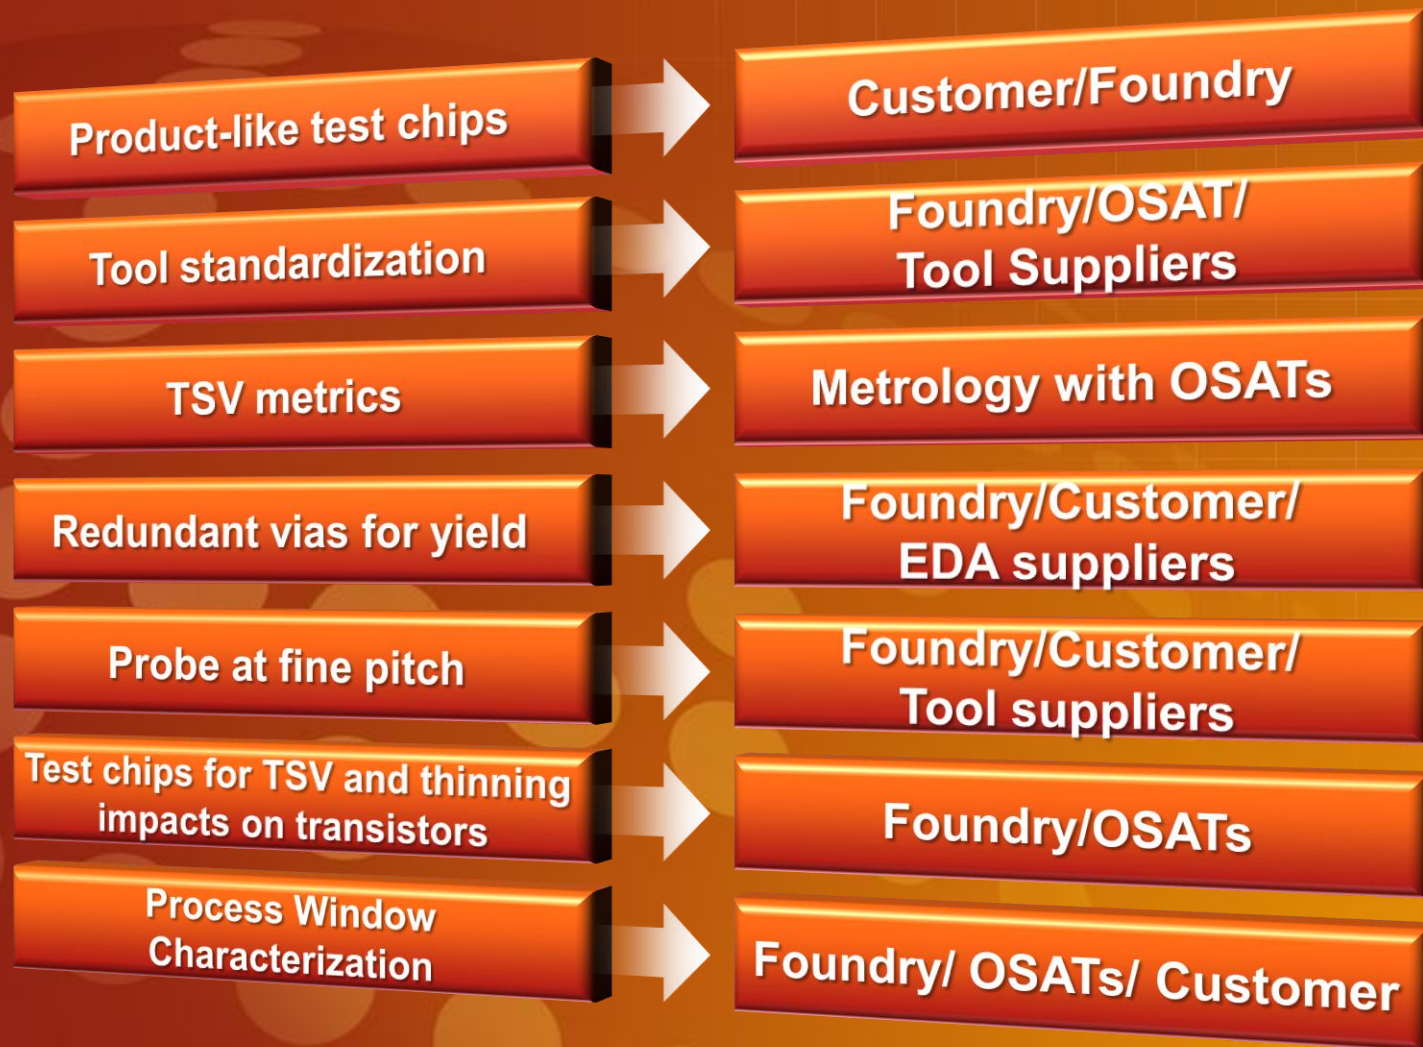 Product-like test chips
Customer/Foundry
Tool standardization
Foundry/OSAT/
Tool Suppliers
TSV metrics
Metrology with OSATs
Redundant vias for yield
Foundry/Customer/
EDA suppliers
Probe at fine pitch
Foundry/Customer/
Tool suppliers
Test chips for TSV and thinning
impacts on transistors
Foundry/OSATs
Process Window
Characterization
Foundry/ OSATs/ Customer